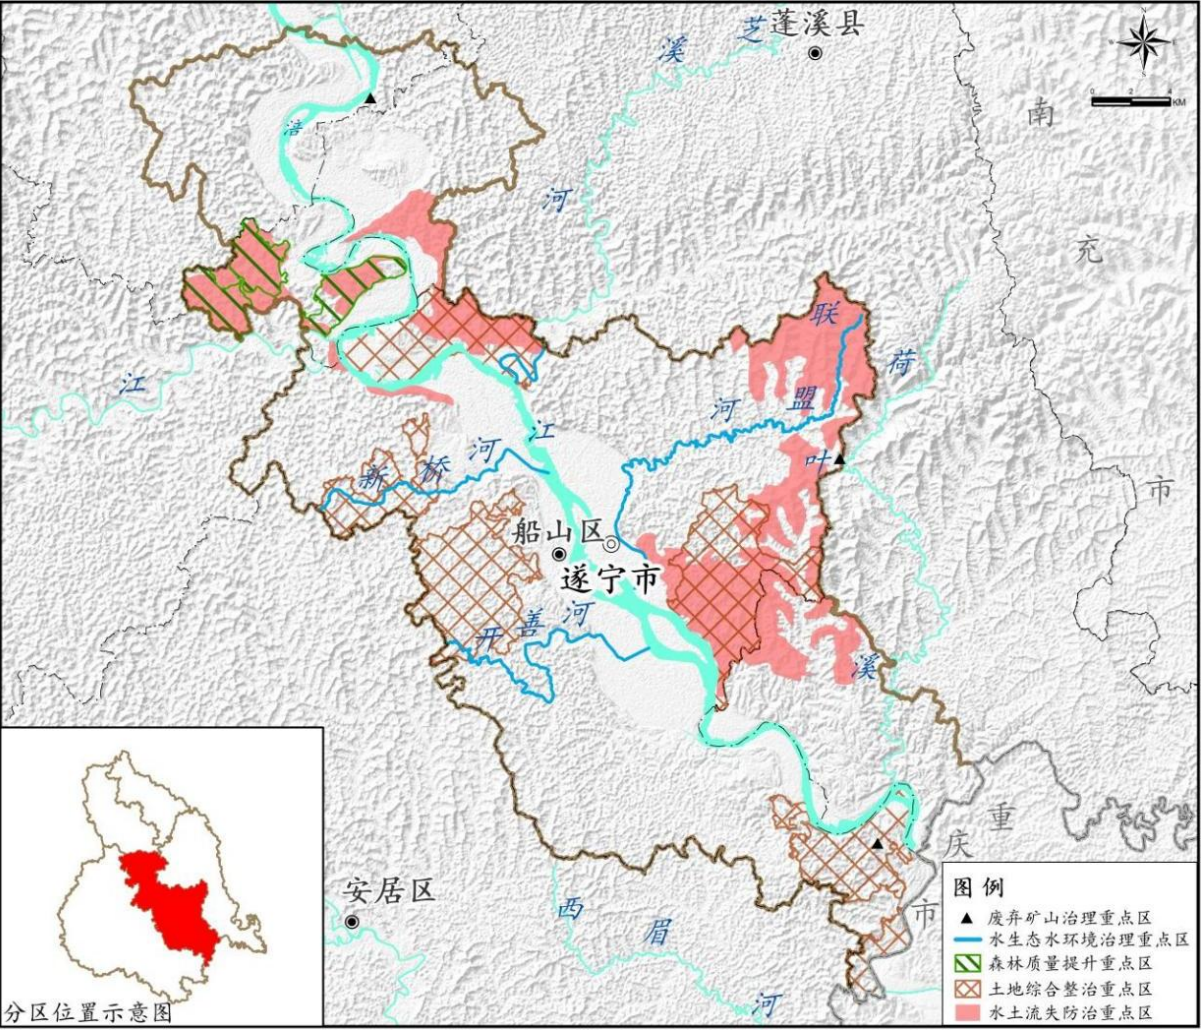 芝溪河
蓬溪县
南充市
涪江
江
联盟河
荷叶溪
新桥河
船山区
遂宁市
开善河
安居区
西眉河
重庆市
0 2 4
KM
图例
废弃矿山治理重点区
水生态水环境治理重点区
森林质量提升重点区
土地综合整治重点区
水土流失防治重点区
分区位置示意图